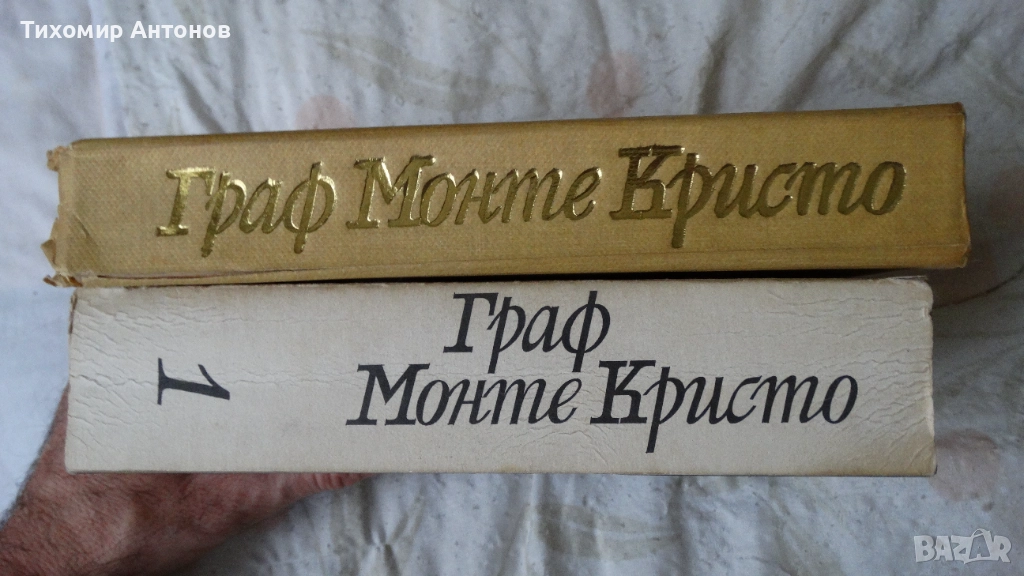 Тихомир Антонов
Граф Монте Кристо
Граф
Монте Кристо
1
BAZAR